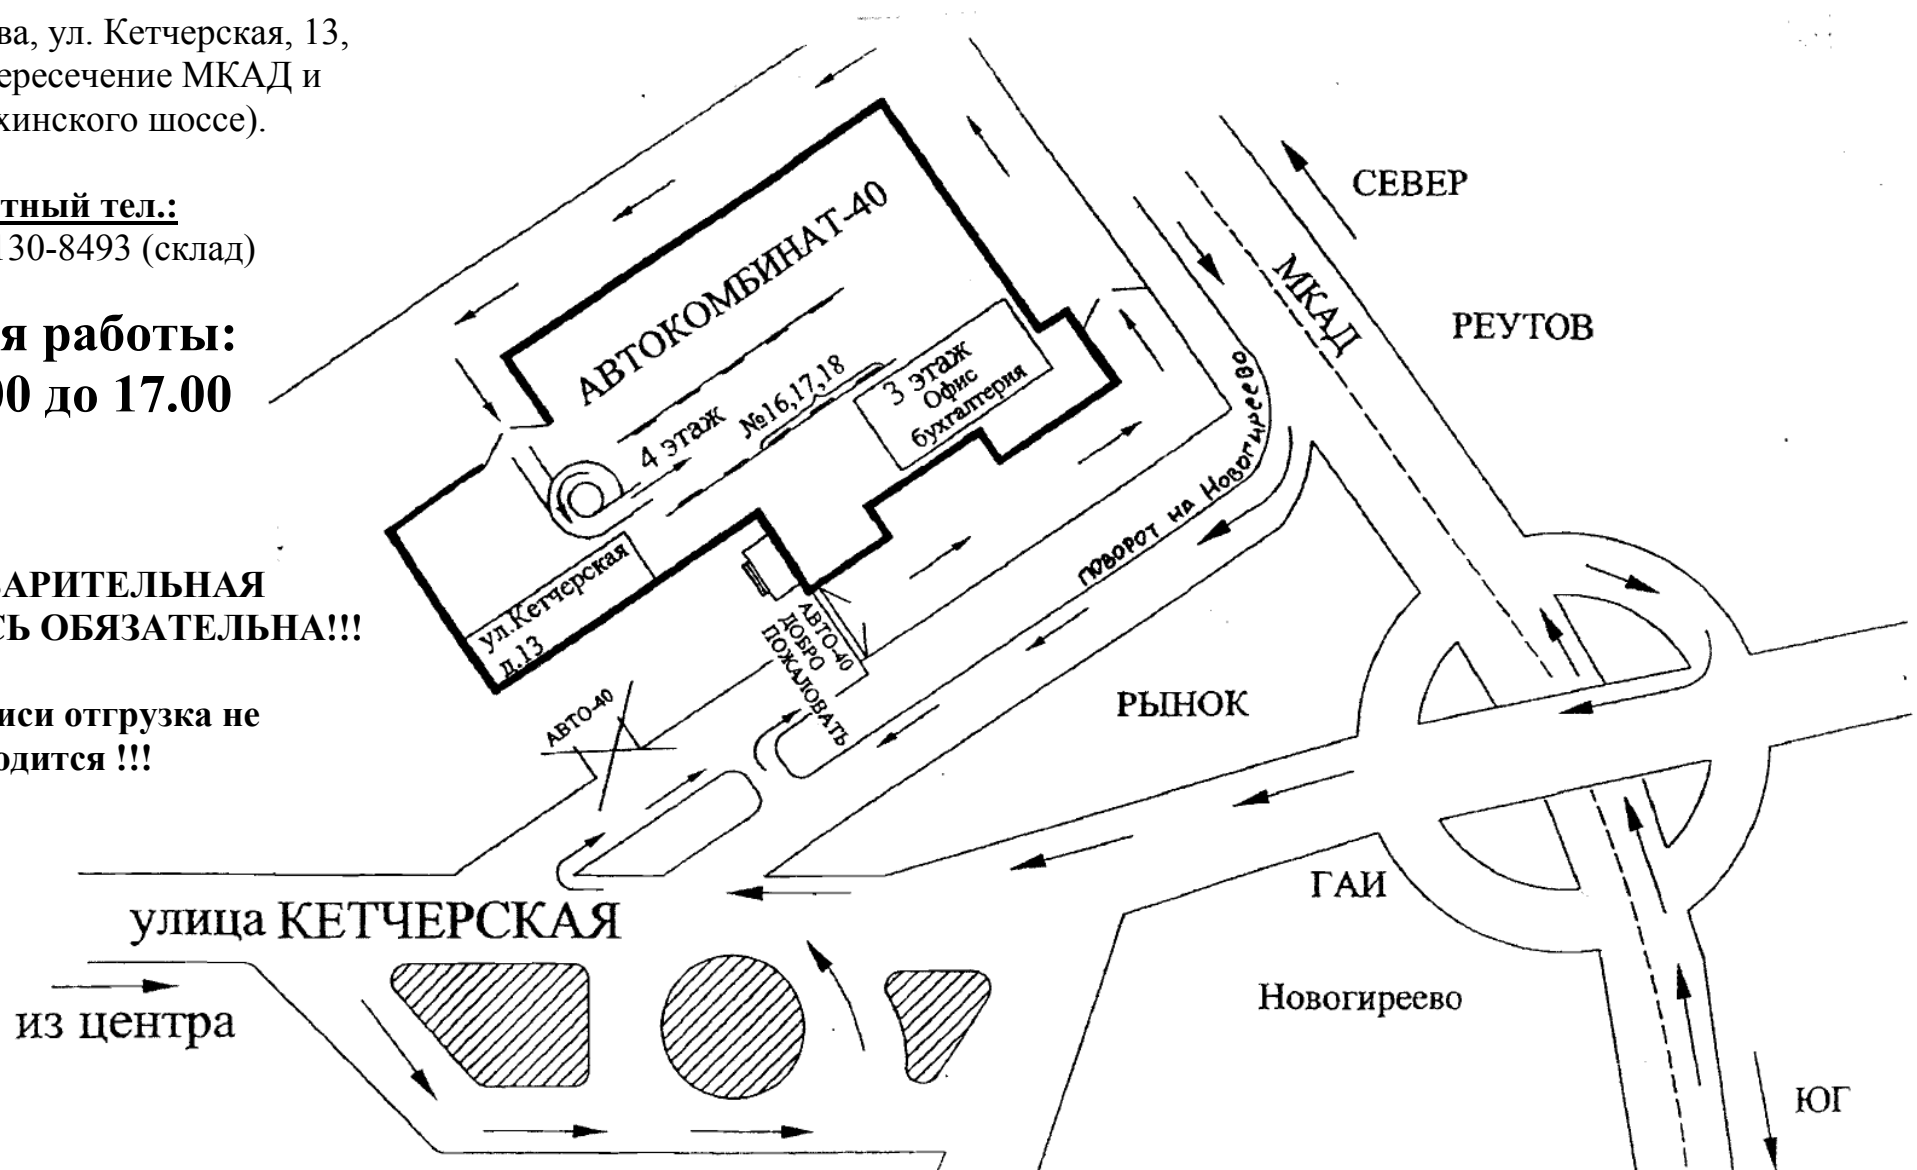 ва, ул. Кетчерская, 13,
ересечение МКАД и
хинского шоссе).
тный тел.:
130-8493 (склад)
я работы:
00 до 17.00
ВАРИТЕЛЬНАЯ
СЬ ОБЯЗАТЕЛЬНА!!!
иси отгрузка не
одится !!!
АВТОКОМБИНАТ-40
4 этаж
№16,17,18
3 этаж
Офис
бухгалтерия
ул.Кетчерская
д.13
АВТО-40
ДОБРО
ПОЖАЛОВАТЬ
АВТО-40
поворот на Новогиреево
СЕВЕР
МКАД
РЕУТОВ
РЫНОК
ГАИ
Новогиреево
ЮГ
улица КЕТЧЕРСКАЯ
из центра